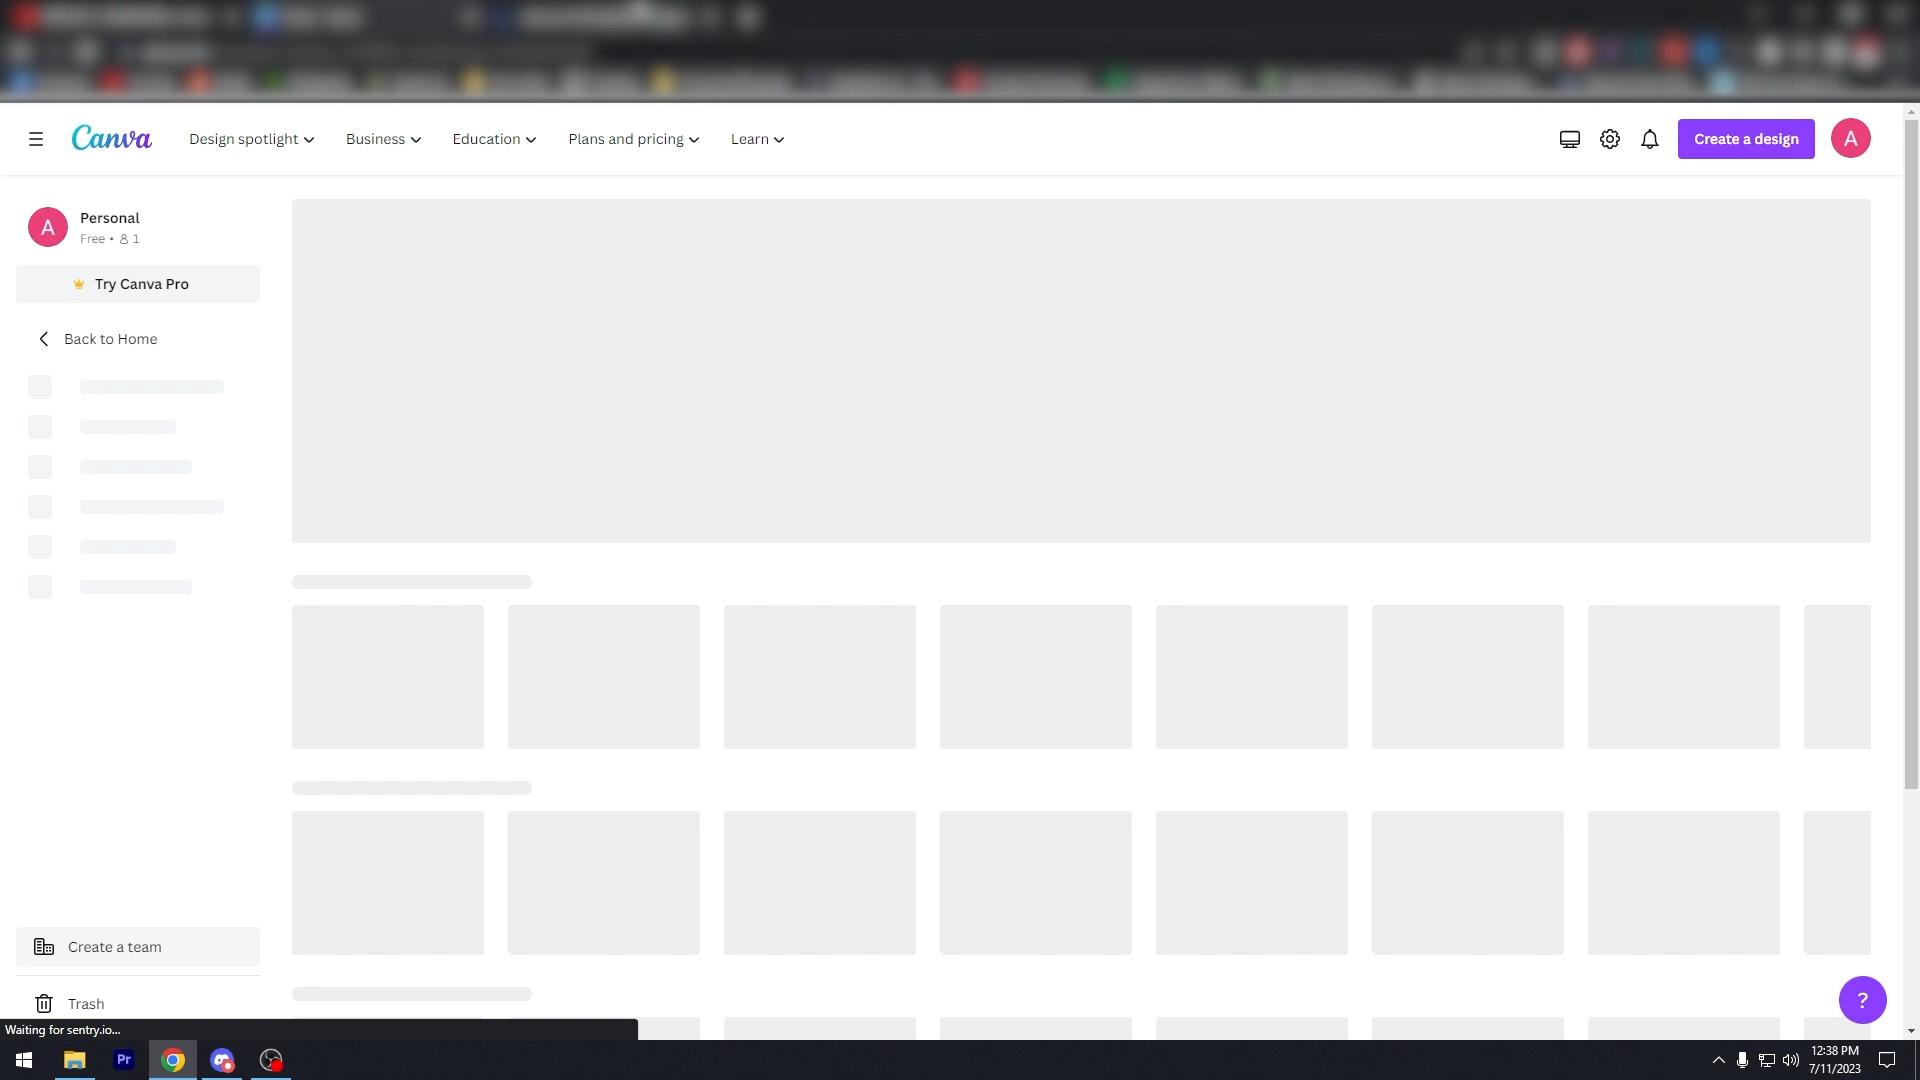 Canva
Design spotlight
Business
Education
Plans and pricing
Learn
Create a design
A
A
Personal
Free • 1
Try Canva Pro
Back to Home
Create a team
Trash
?
Waiting for sentry.io...
Pr
12:38 PM
7/11/2023